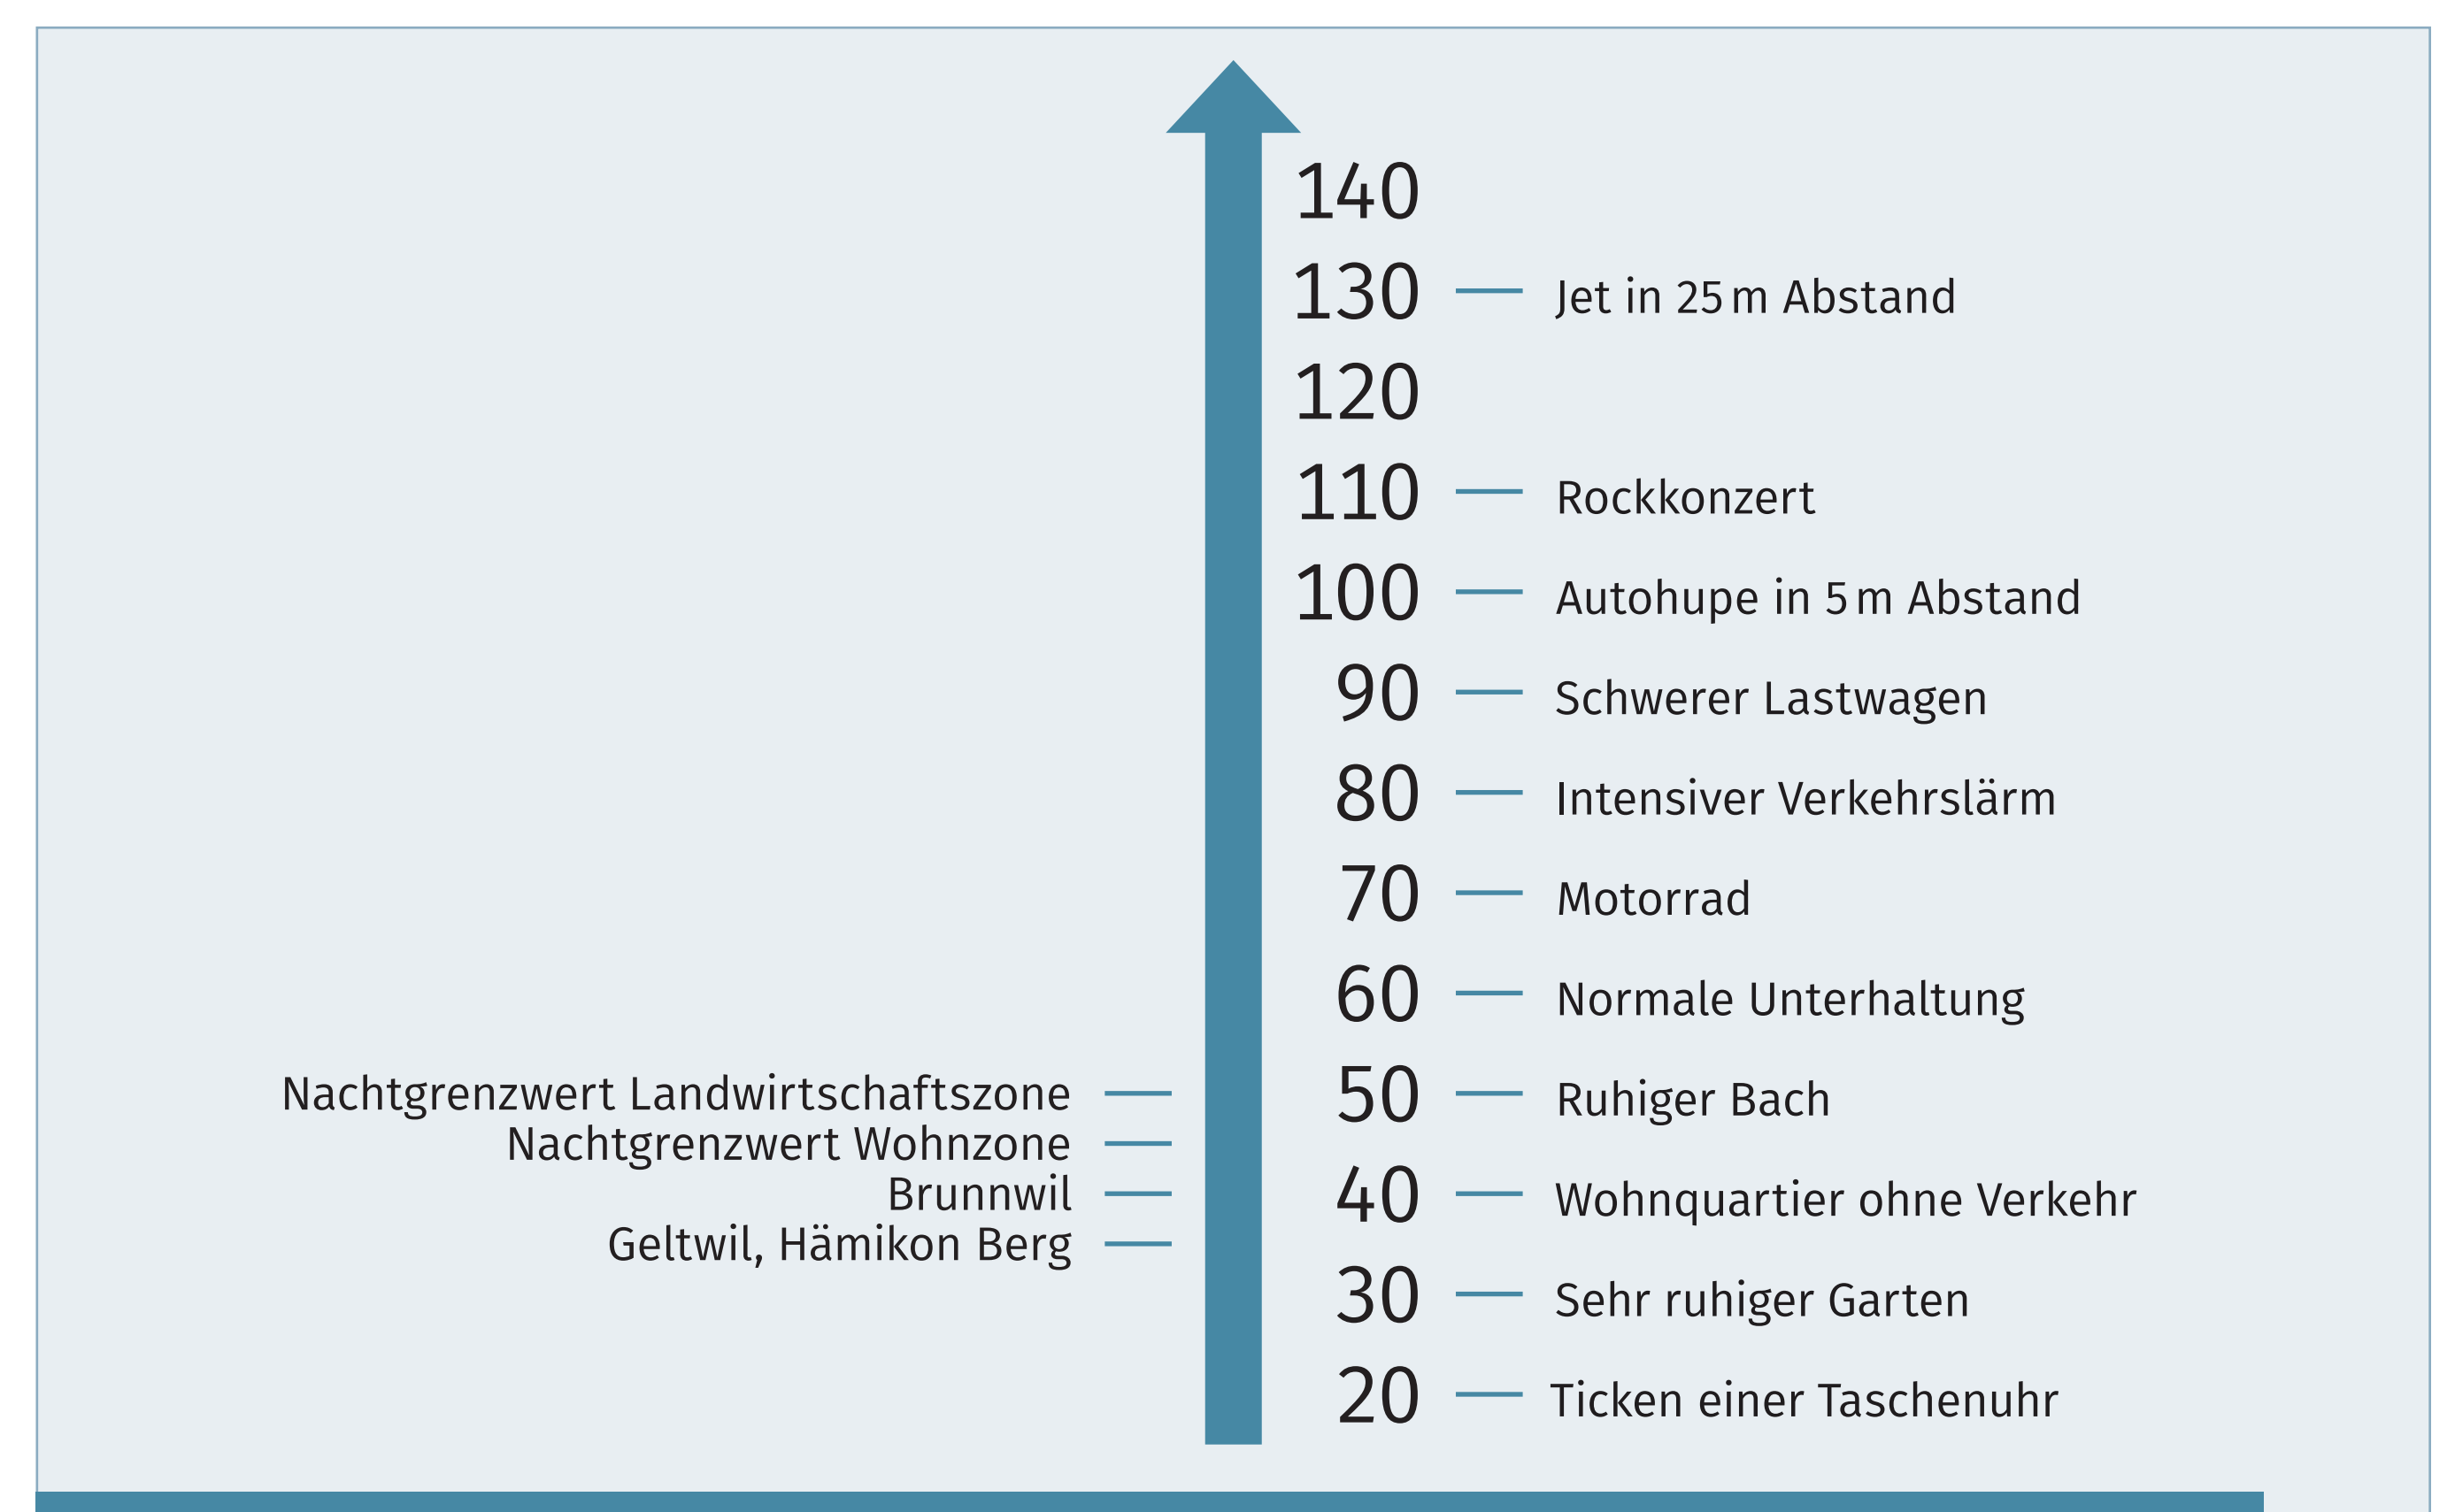 140
130 Jet in 25 m Abstand
120
110 Rockkonzert
100 Autohupe in 5 m Abstand
90 Schwerer Lastwagen
80 Intensiver Verkehrslärm
70 Motorrad
60 Normale Unterhaltung
Nachtgrenzwert Landwirtschaftszone 50 Ruhiger Bach
Nachtgrenzwert Wohnzone
Brunnwil 40 Wohnquartier ohne Verkehr
Geltwil, Hämikon Berg
30 Sehr ruhiger Garten
20 Ticken einer Taschenuhr